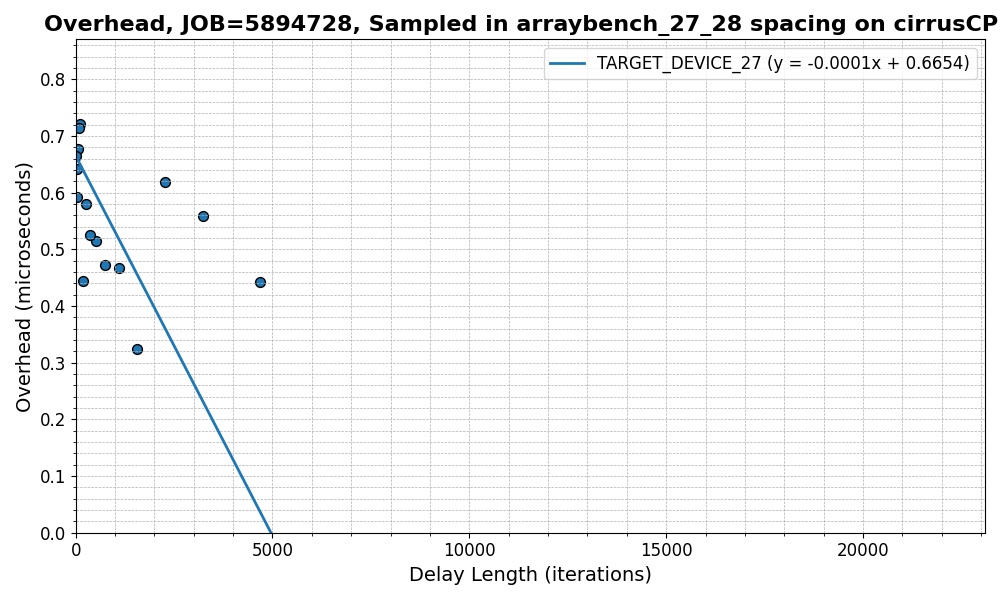 Overhead, JOB=5894728, Sampled in arraybench_27_28 spacing on cirrusCP
TARGET_DEVICE_27 (y = -0.0001x + 0.6654)
Overhead (microseconds)
0.8
0.7
0.6
0.5
0.4
0.3
0.2
0.1
0.0
0 5000 10000 15000 20000
Delay Length (iterations)